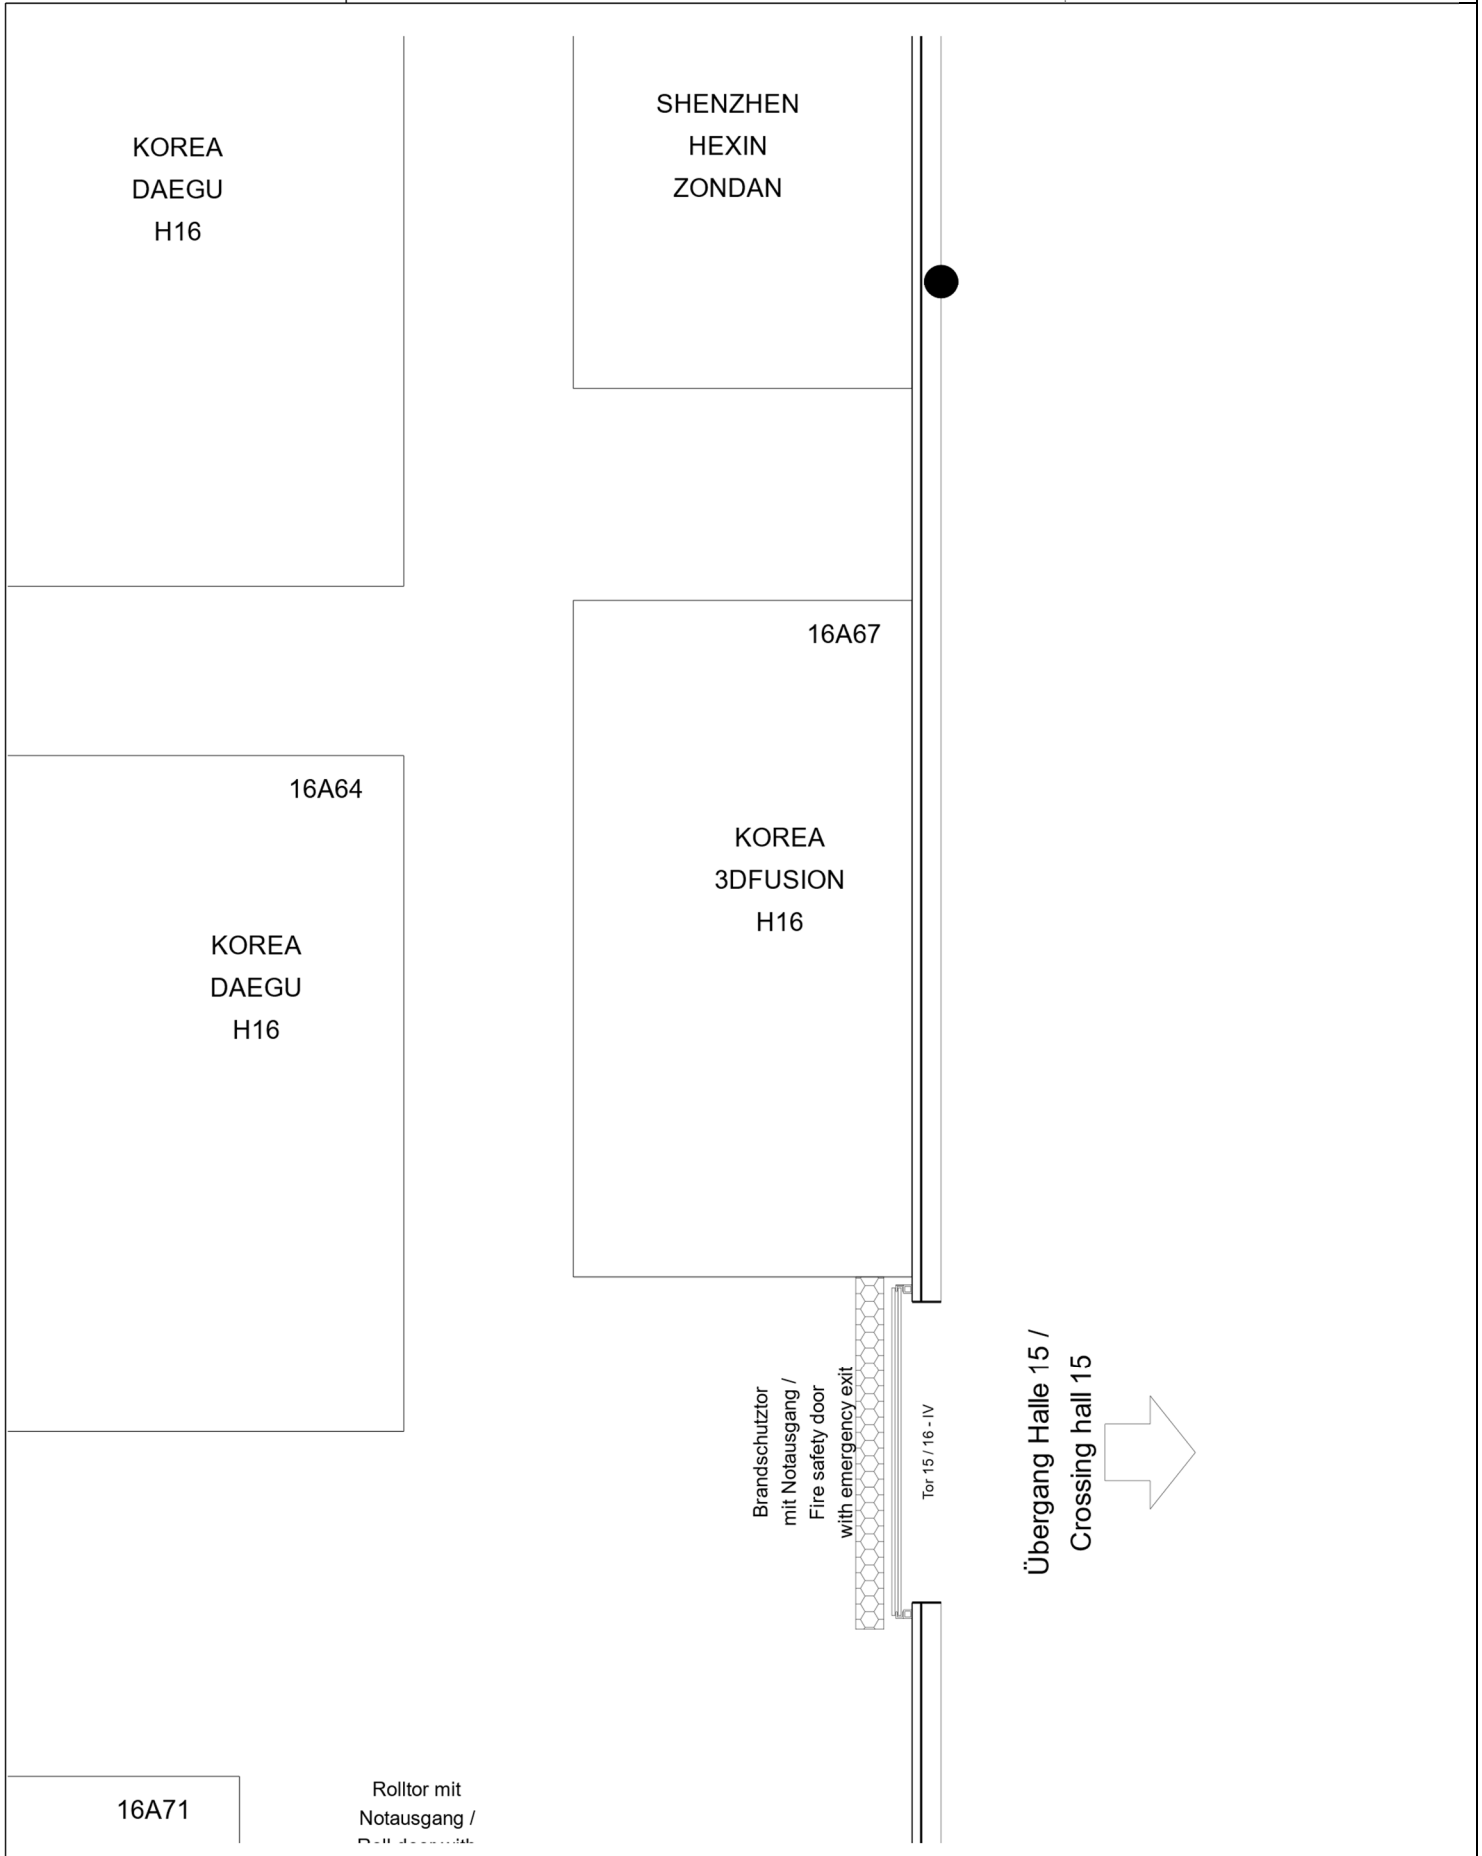 KOREA
DAEGU
H16
SHENZHEN
HEXIN
ZONDAN
16A67
KOREA
3DFUSION
H16
16A64
KOREA
DAEGU
H16
Brandschutztor
mit Notausgang /
Fire safety door
with emergency exit
Tor 15 / 16 - IV
Übergang Halle 15 /
Crossing hall 15
16A71
Rolltor mit
Notausgang /